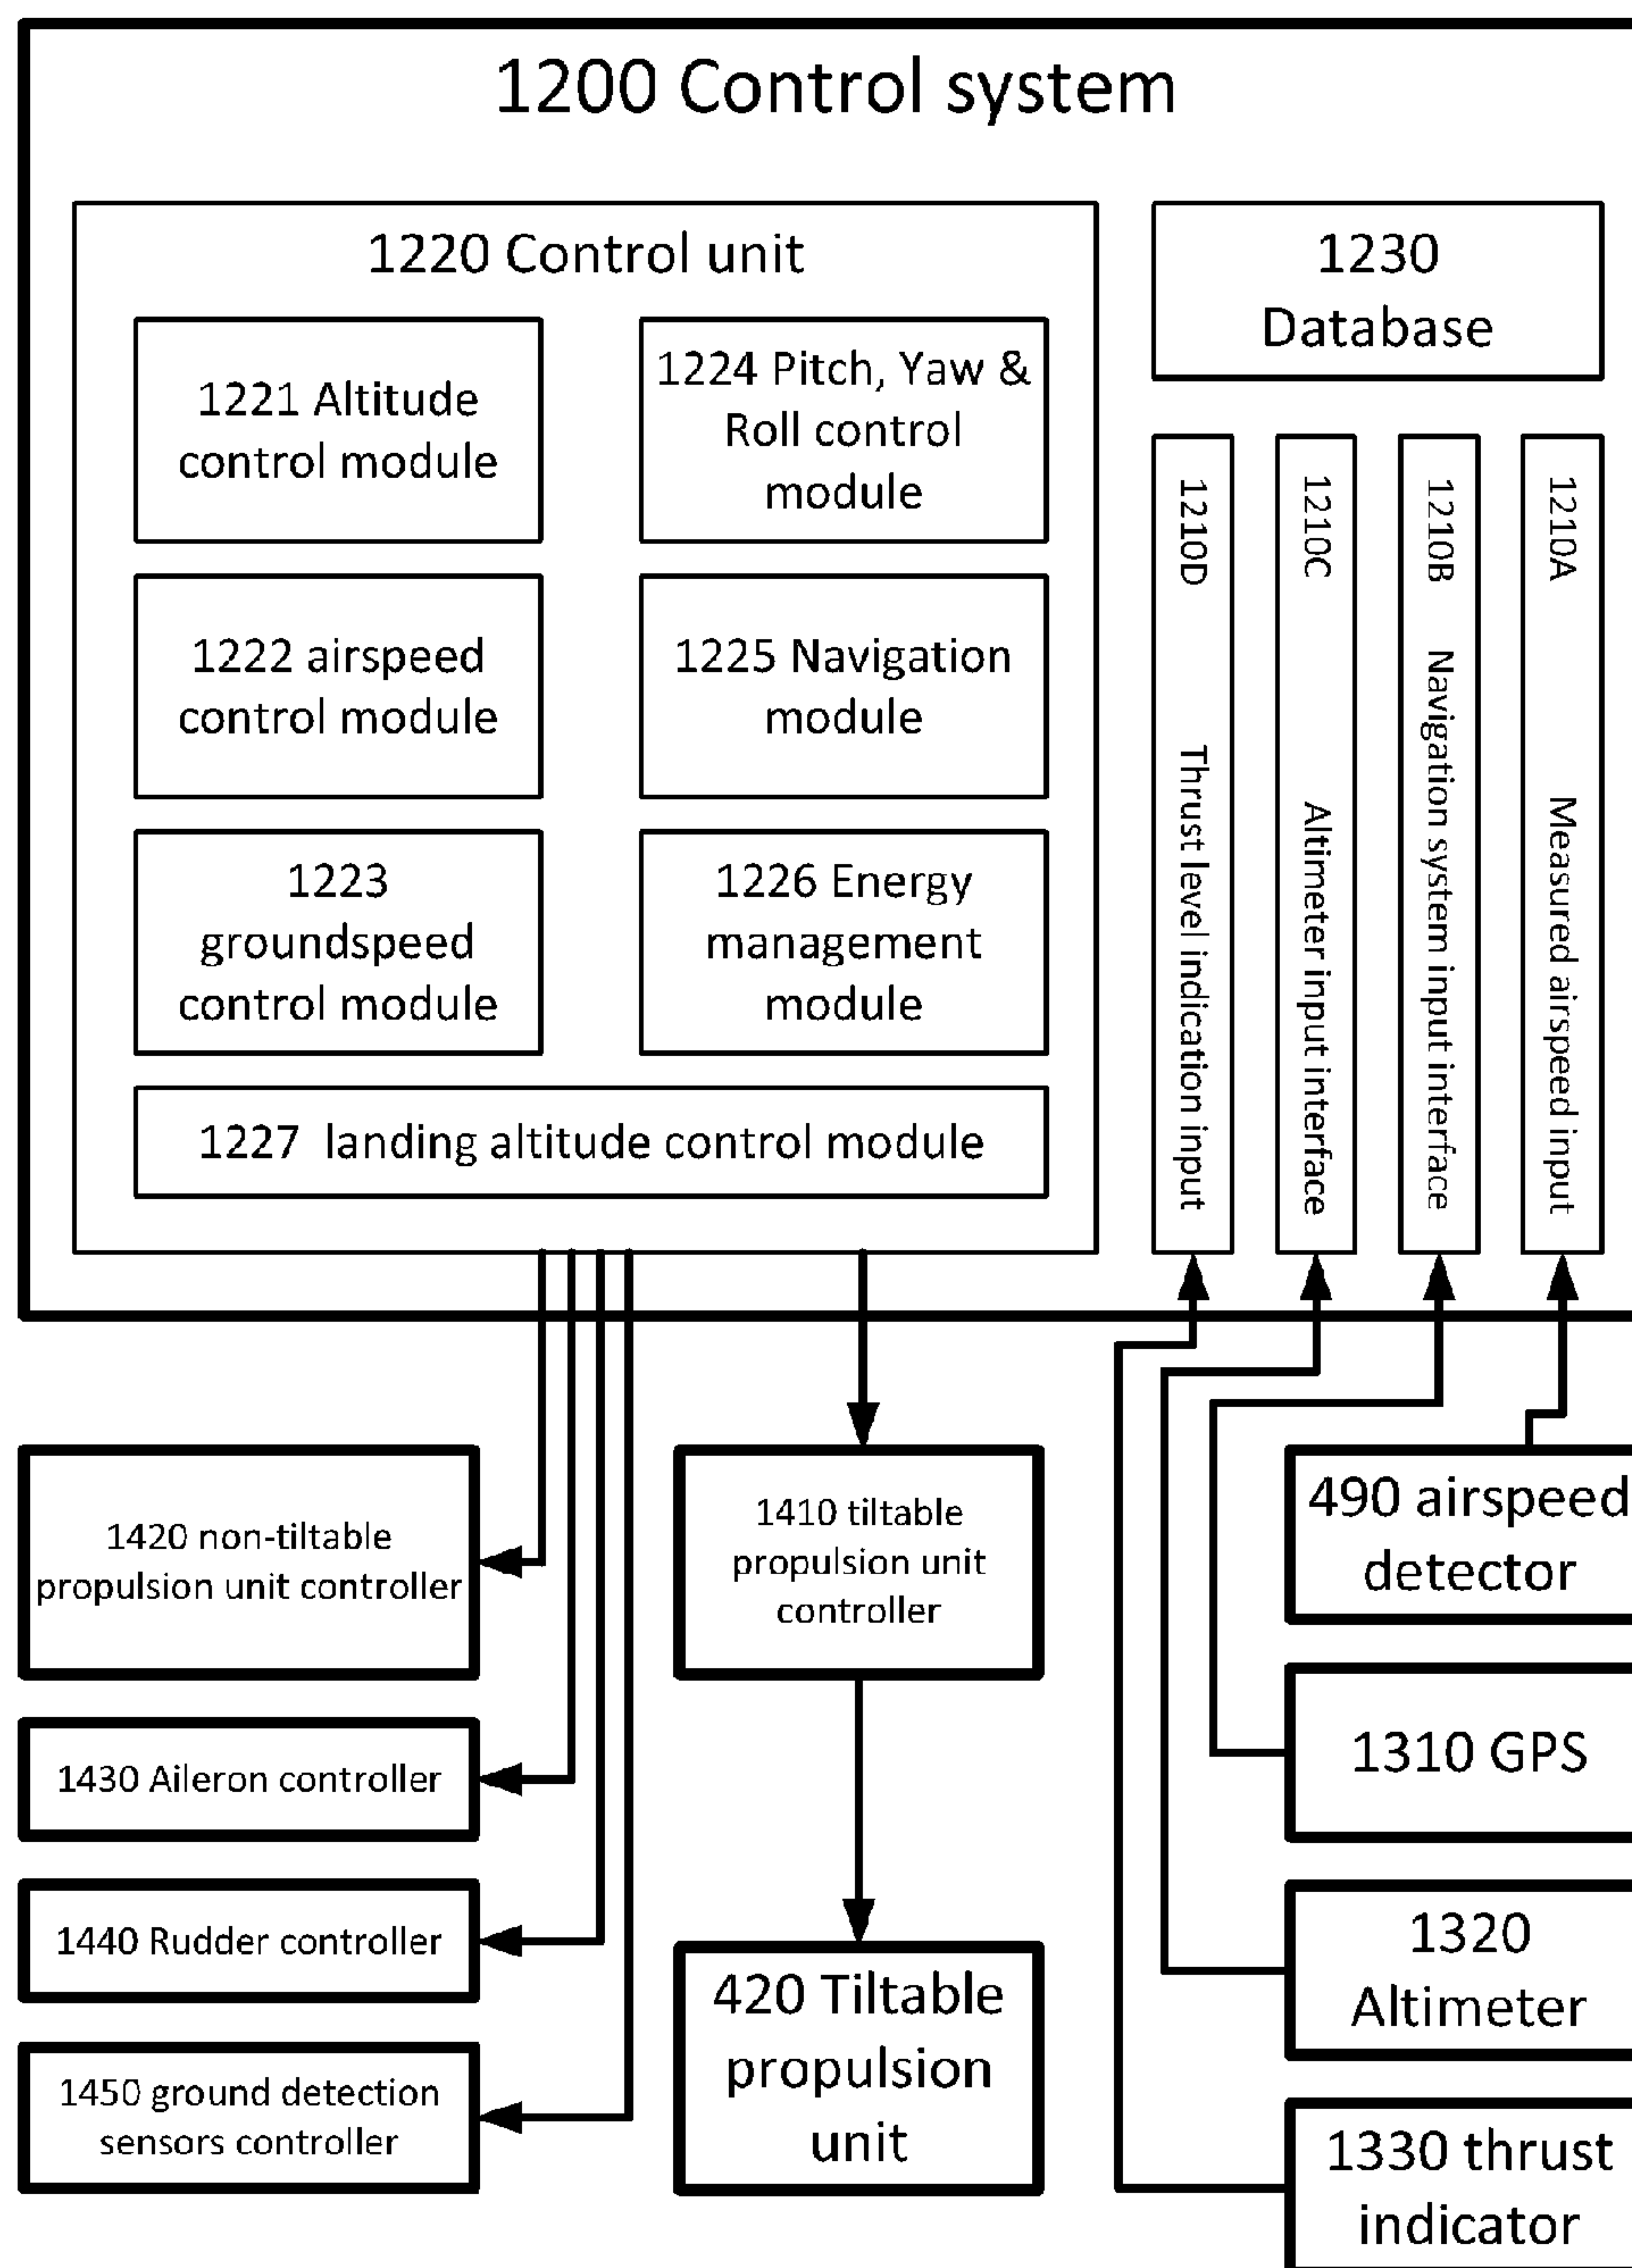 1200 Control system
1220 Control unit
1221 Altitude
control module
1224 Pitch, Yaw &
Roll control
module
1222 airspeed
control module
1225 Navigation
module
1223
groundspeed
control module
1226 Energy
management
module
1227 landing altitude control module
1230
Database
1210D Thrust level indication input
1210C Altimeter input interface
1210B Navigation system input interface
1210A Measured airspeed input
1420 non-tiltable
propulsion unit controller
1430 Aileron controller
1440 Rudder controller
1450 ground detection
sensors controller
1410 tiltable
propulsion unit
controller
420 Tiltable
propulsion
unit
490 airspeed
detector
1310 GPS
1320
Altimeter
1330 thrust
indicator